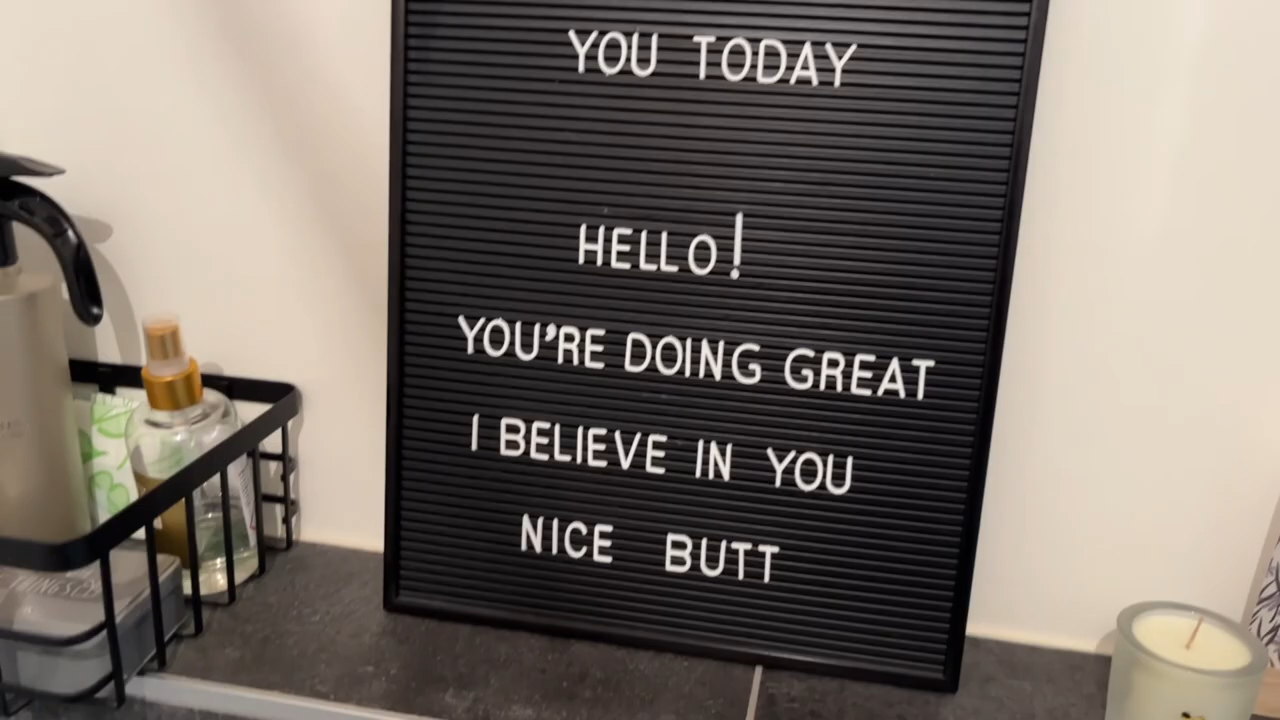 YOU TODAY
HELLO!
YOU'RE DOING GREAT
I BELIEVE IN YOU
NICE BUTT